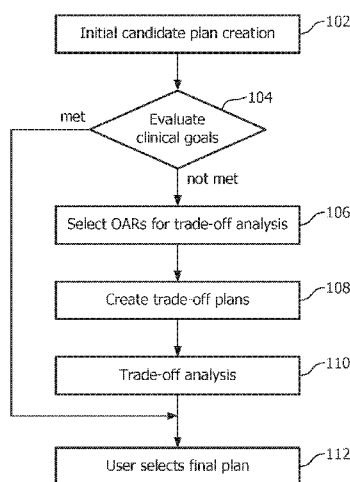 Initial candidate plan creation
102
104
met
Evaluate
clinical goals
not met
Select OARs for trade-off analysis
106
Create trade-off plans
108
Trade-off analysis
110
User selects final plan
112